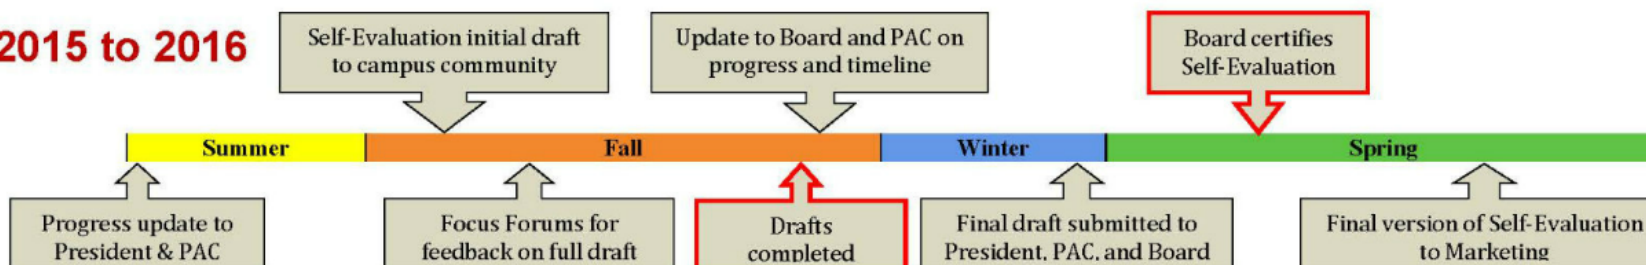 2015 to 2016
Self-Evaluation initial draft
to campus community
Update to Board and PAC on
progress and timeline
Board certifies
Self-Evaluation
Summer
Fall
Winter
Spring
Progress update to
President & PAC
Focus Forums for
feedback on full draft
Drafts
completed
Final draft submitted to
President, PAC, and Board
Final version of Self-Evaluation
to Marketing